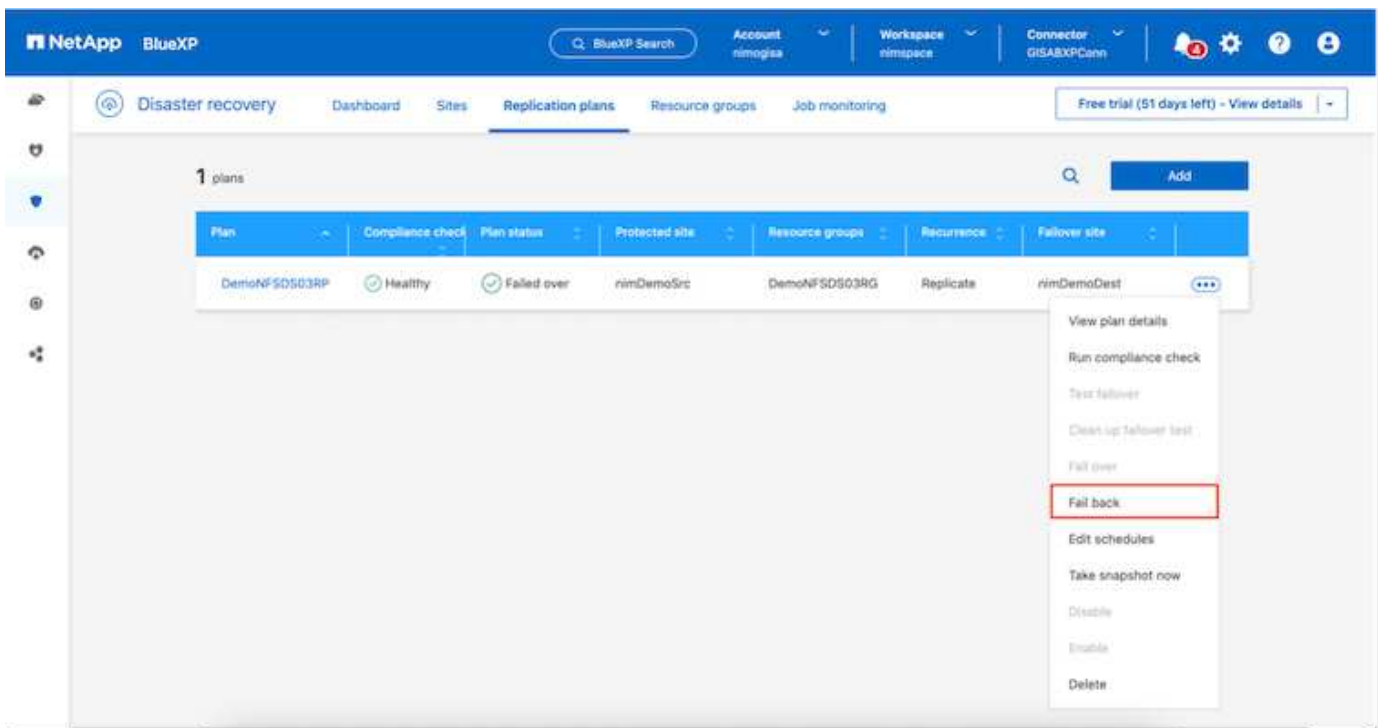 NetApp BlueXP
BlueXP Search
Account
nimogisa
Workspace
nimspace
Connector
GISABXPConn
4
Disaster recovery
Dashboard
Sites
Replication plans
Resource groups
Job monitoring
Free trial (51 days left) - View details
1 plans
Add
Plan
Compliance check
Plan status
Protected site
Resource groups
Recurrence
Failover site
DemoNFSDS03RP
Healthy
Failed over
nimDemoSrc
DemoNFSDS03RG
Replicate
nimDemoDest
View plan details
Run compliance check
Test failover
Clean up failover test
Fail over
Fail back
Edit schedules
Take snapshot now
Disable
Enable
Delete